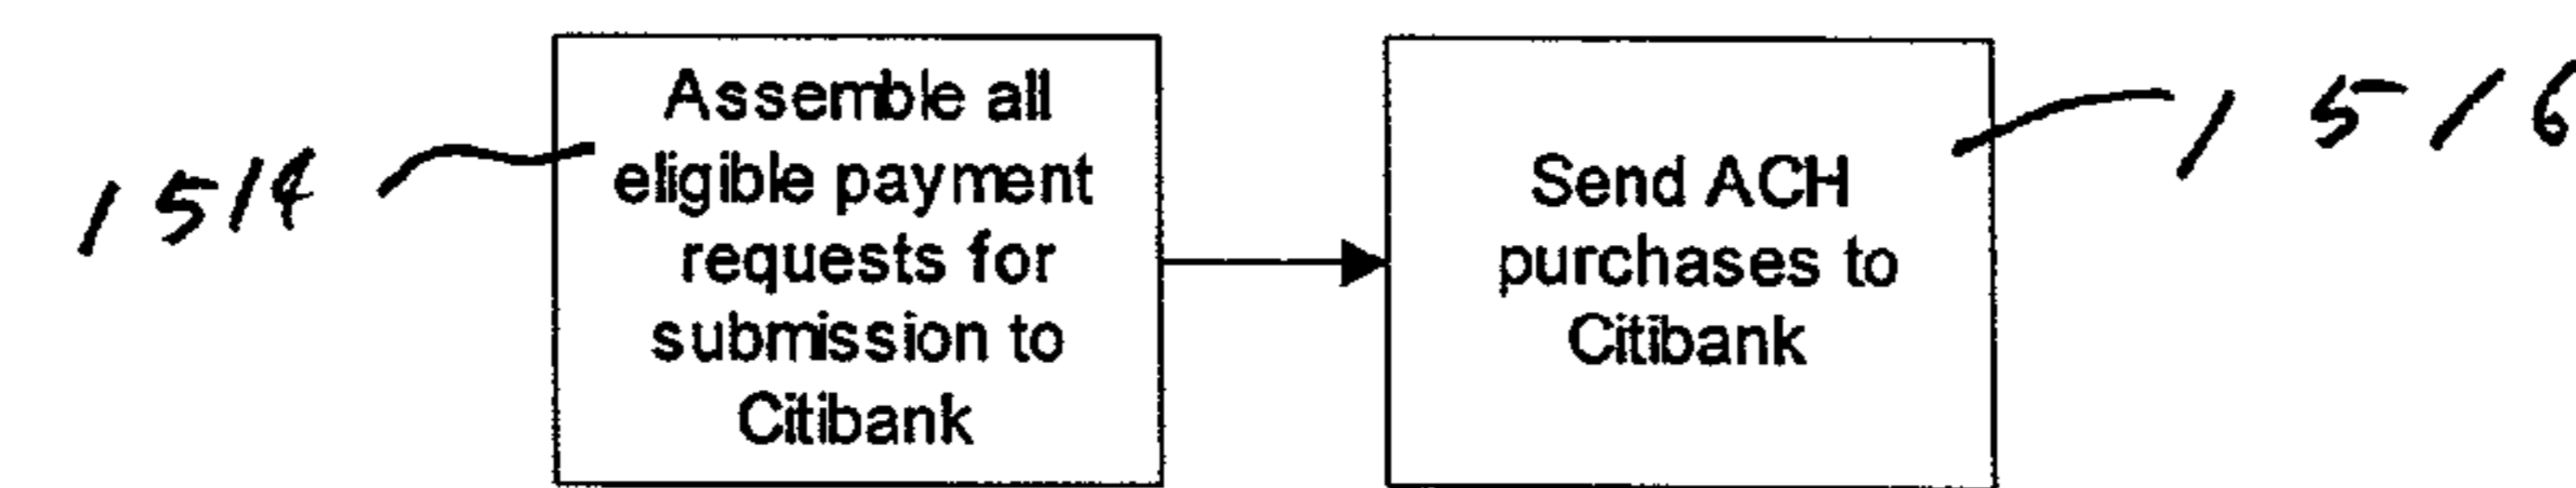 1514
Assemble all
eligible payment
requests for
submission to
Citibank
Send ACH
purchases to
Citibank
1516